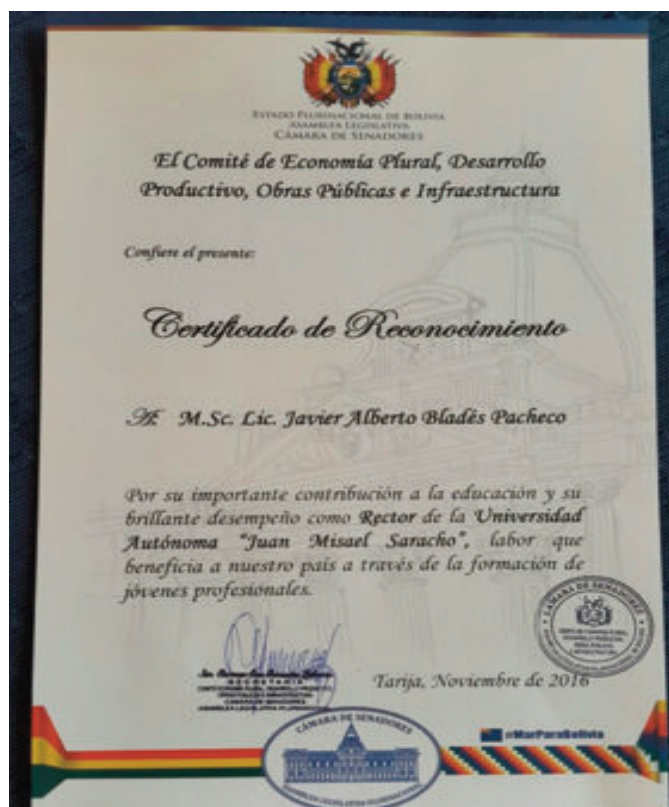 ESTADO PLURINACIONAL DE BOLIVIA
ASAMBLEA LEGISLATIVA
CÁMARA DE SENADORES
El Comité de Economía Plural, Desarrollo
Productivo, Obras Públicas e Infraestructura
Confiere el presente:
Certificado de Reconocimiento
A: M.Sc. Lic. Javier Alberto Bladés Pacheco
Por su importante contribución a la educación y su
brillante desempeño como Rector de la Universidad
Autónoma "Juan Misael Saracho", labor que
beneficia a nuestro país a través de la formación de
jóvenes profesionales.
CÁMARA DE SENADORES
SECRETARIA
Tarija, Noviembre de 2016
#MarParaBolivia
CÁMARA DE SENADORES
ASAMBLEA LEGISLATIVA PLURINACIONAL